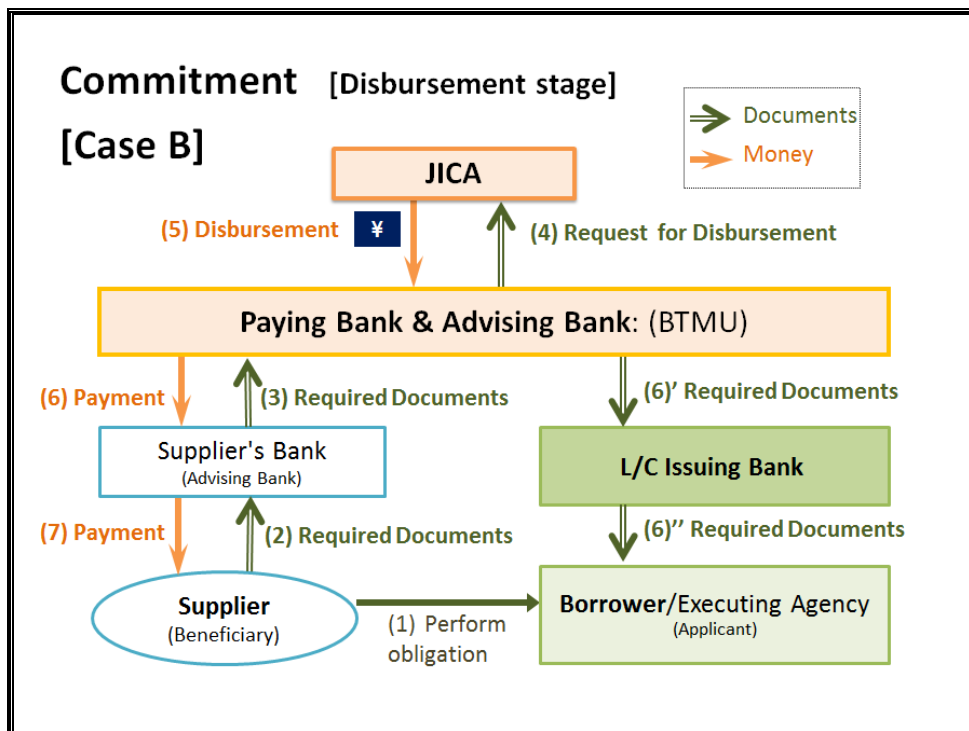 Commitment [Disbursement stage]
[Case B]
Documents
Money
JICA
(5) Disbursement
¥
(4) Request for Disbursement
Paying Bank & Advising Bank: (BTMU)
(6) Payment
(3) Required Documents
(6)' Required Documents
Supplier's Bank
(Advising Bank)
L/C Issuing Bank
(7) Payment
(2) Required Documents
(6)'' Required Documents
Supplier
(Beneficiary)
(1) Perform
obligation
Borrower/Executing Agency
(Applicant)